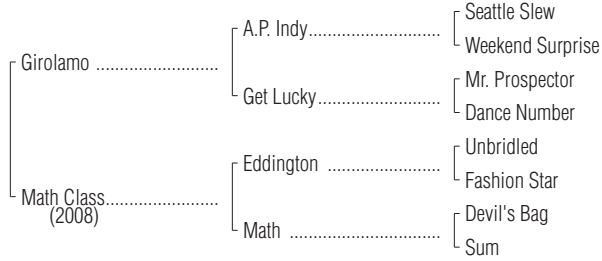 Seattle Slew
A.P. Indy..................................
Weekend Surprise
Girolamo ................................
Mr. Prospector
Get Lucky................................
Dance Number
Unbridled
Eddington .............................
Fashion Star
Math Class.............................
(2008)
Devil's Bag
Math .......................................
Sum